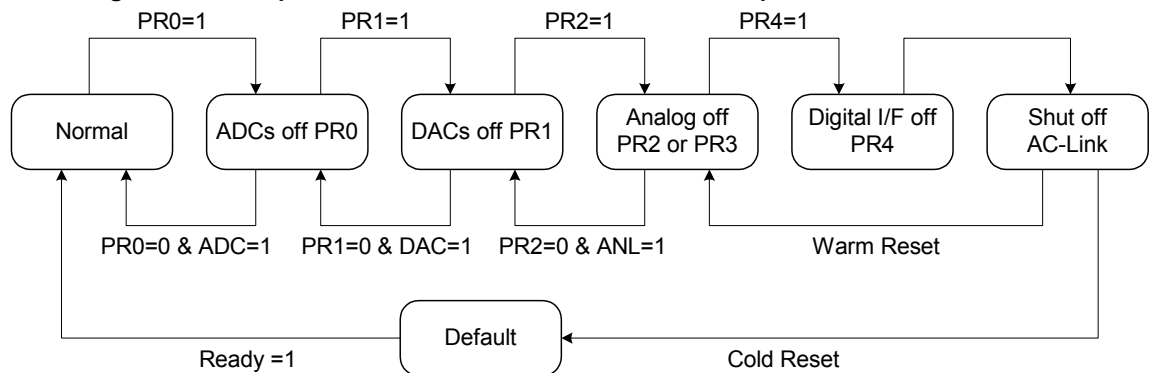 PR0=1
PR1=1
PR2=1
PR4=1
Normal
ADCs off PR0
DACs off PR1
Analog off
PR2 or PR3
Digital I/F off
PR4
Shut off
AC-Link
PR0=0 & ADC=1
PR1=0 & DAC=1
PR2=0 & ANL=1
Warm Reset
Default
Ready =1
Cold Reset